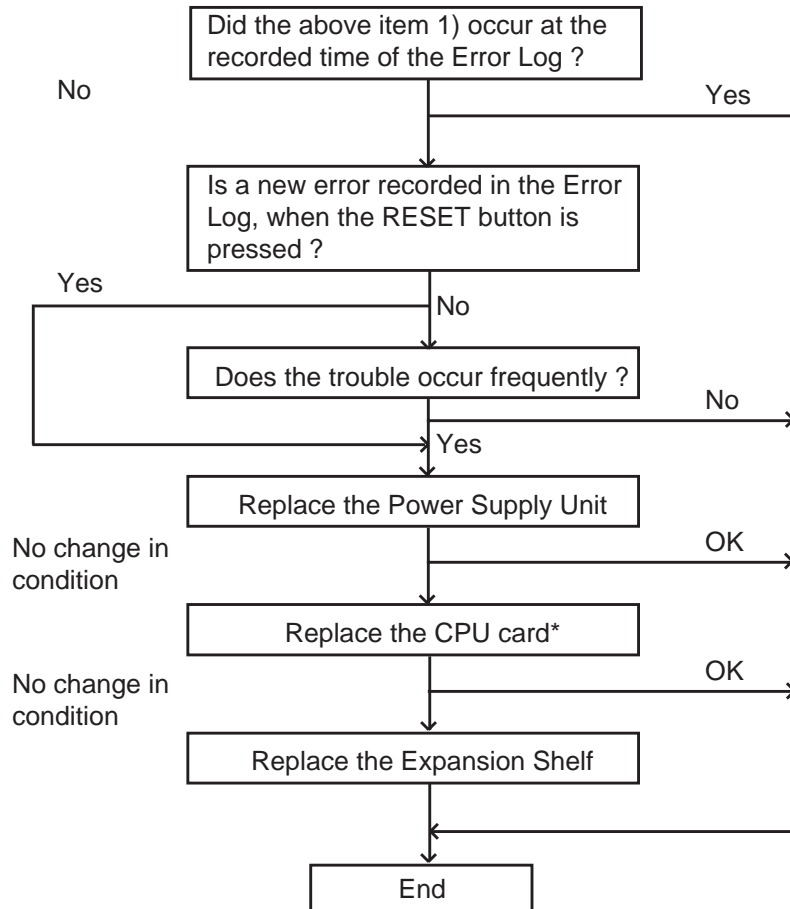 Did the above item 1) occur at the
recorded time of the Error Log ?
No
Yes
Is a new error recorded in the Error
Log, when the RESET button is
pressed ?
Yes
No
Does the trouble occur frequently ?
No
Yes
Replace the Power Supply Unit
No change in
condition
OK
Replace the CPU card*
No change in
condition
OK
Replace the Expansion Shelf
End